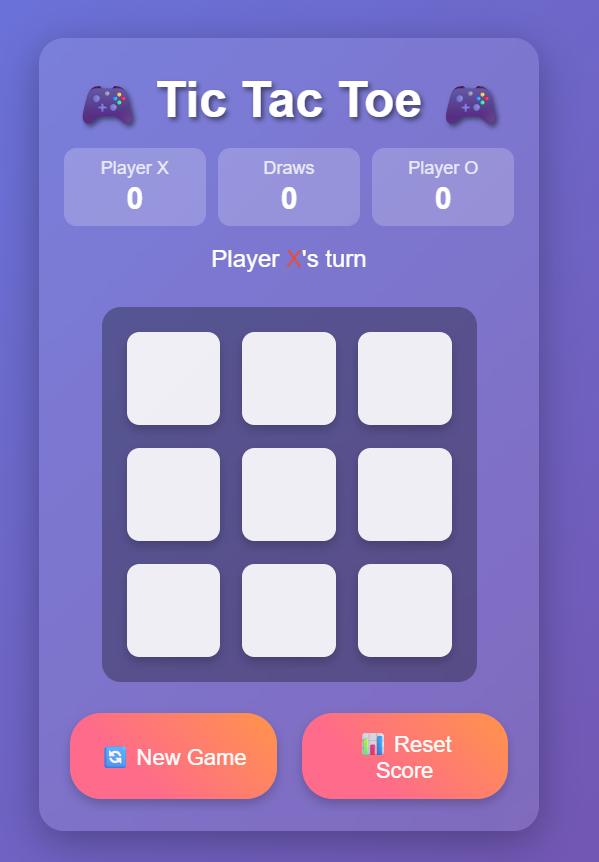 Tic Tac Toe
Player X
Draws
Player O
0
0
0
Player X's turn
New Game
Reset
Score